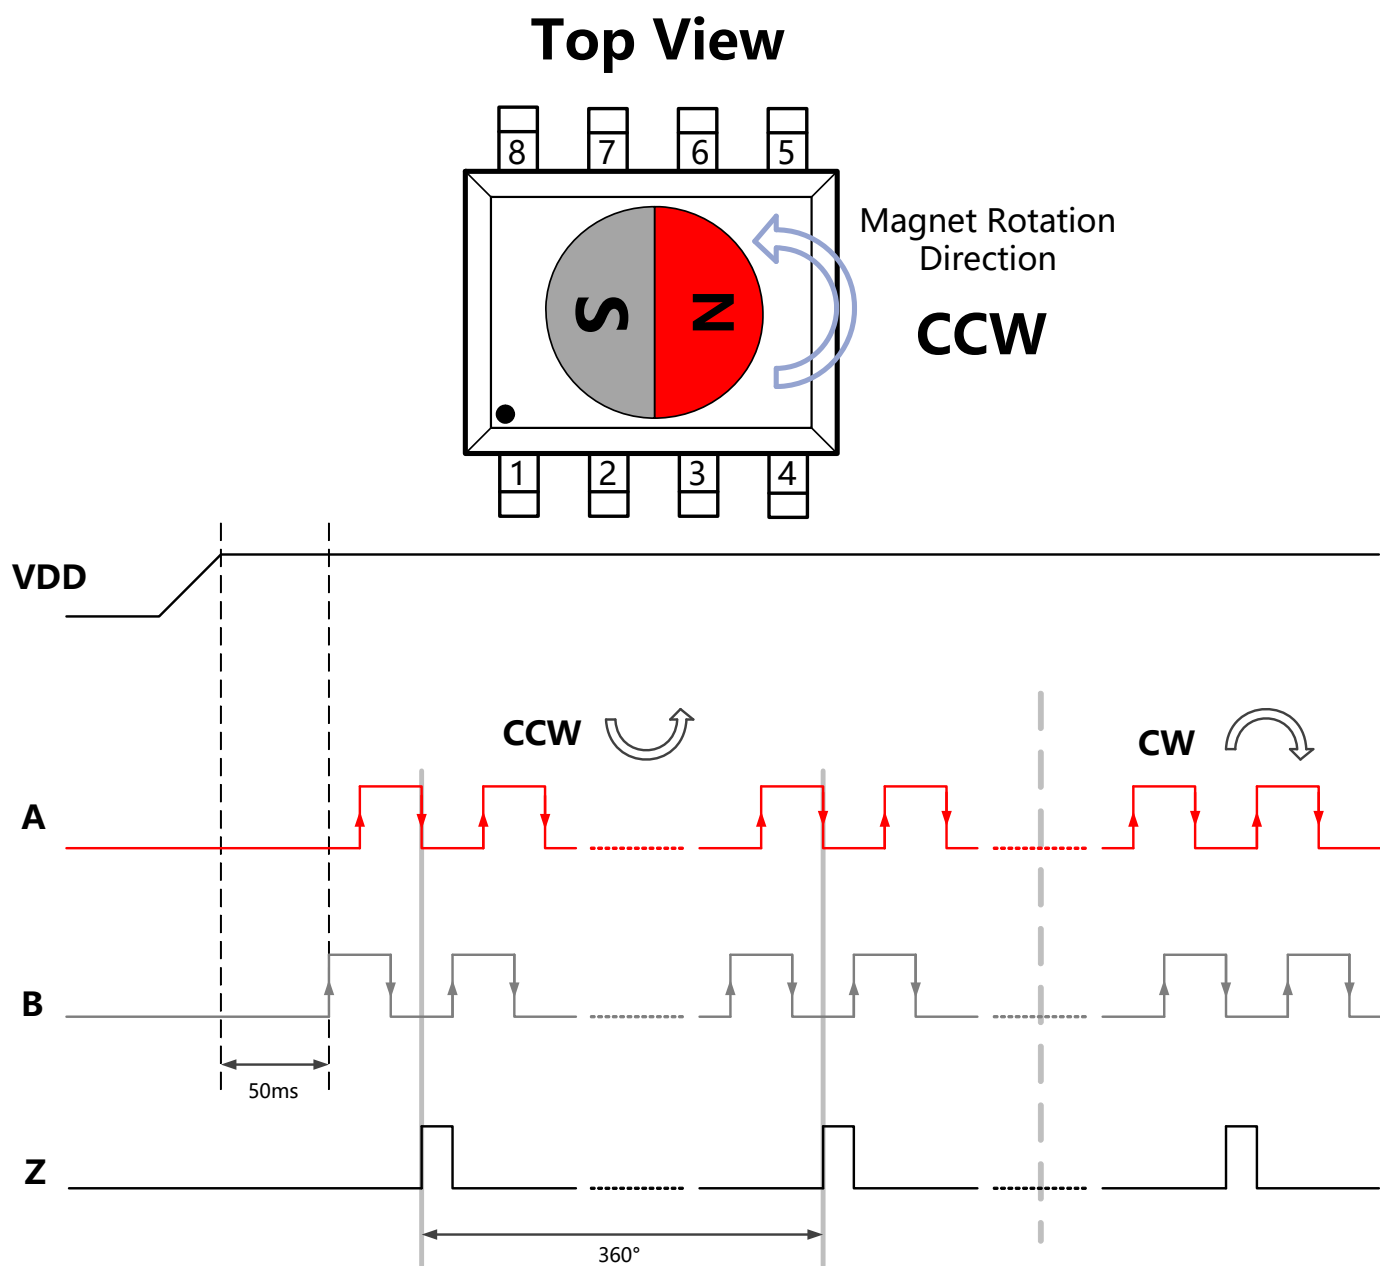 Top View
8 7 6 5
Magnet Rotation
Direction
CCW
S N
1 2 3 4
VDD
CCW
CW
A
B
50ms
Z
360°